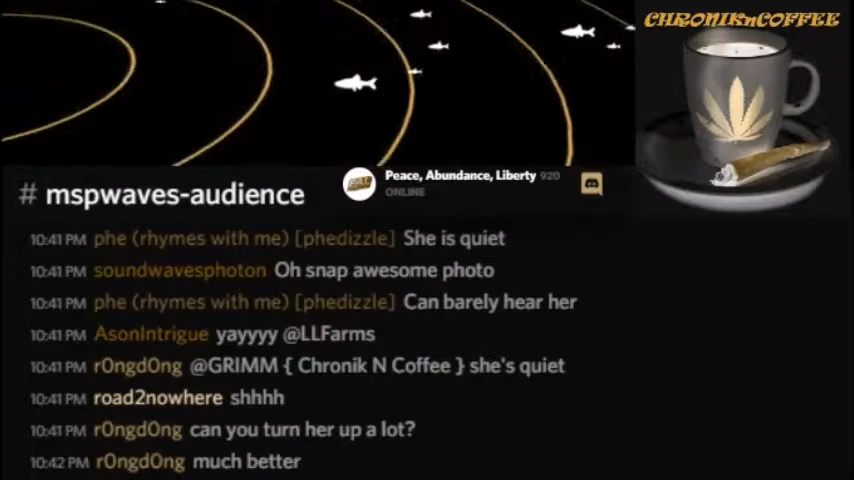 CHRONIKnCOFFEE
# mspwaves-audience
PAL
Peace, Abundance, Liberty 920
ONLINE
10:41 PM phe (rhymes with me) [phedizzle] She is quiet
10:41 PM soundwavesphoton Oh snap awesome photo
10:41 PM phe (rhymes with me) [phedizzle] Can barely hear her
10:41 PM AsonIntrigue yayyyy @LLFarms
10:41 PM r0ngd0ng @GRIMM { Chronik N Coffee } she's quiet
10:41 PM road2nowhere shhhh
10:41 PM r0ngd0ng can you turn her up a lot?
10:42 PM r0ngd0ng much better